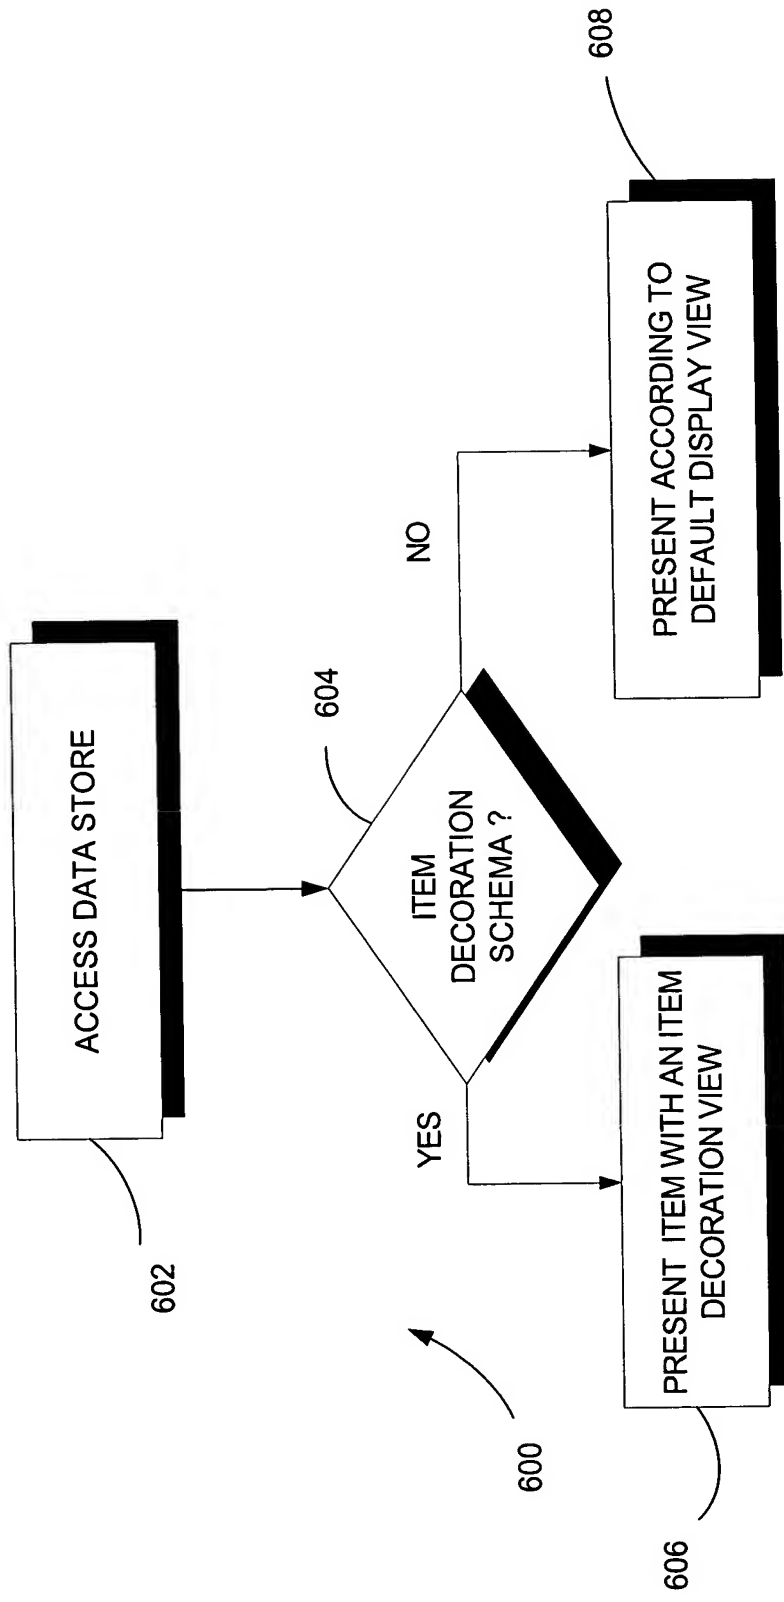 602
ACCESS DATA STORE
604
ITEM
DECORATION
SCHEMA ?
YES
NO
600
606
PRESENT ITEM WITH AN ITEM
DECORATION VIEW
608
PRESENT ACCORDING TO
DEFAULT DISPLAY VIEW